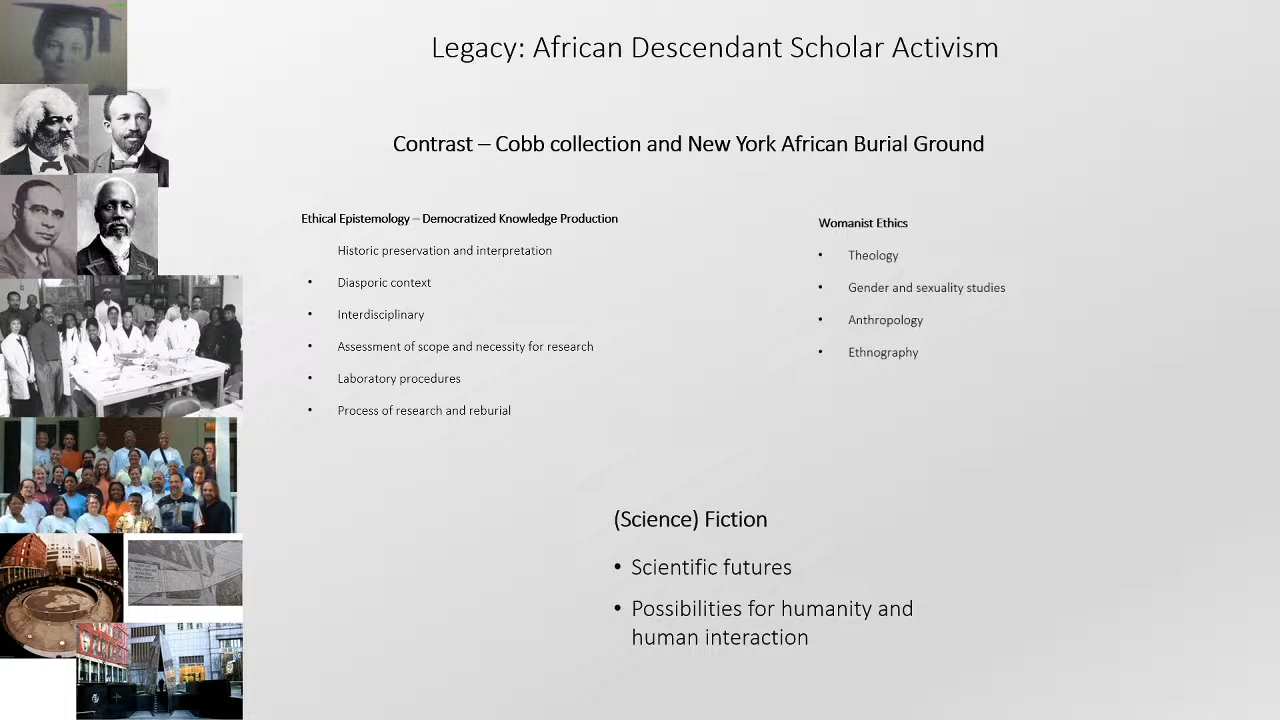 Legacy: African Descendant Scholar Activism
Contrast – Cobb collection and New York African Burial Ground
Ethical Epistemology – Democratized Knowledge Production
Historic preservation and interpretation
• Diasporic context
• Interdisciplinary
• Assessment of scope and necessity for research
• Laboratory procedures
• Process of research and reburial
Womanist Ethics
• Theology
• Gender and sexuality studies
• Anthropology
• Ethnography
(Science) Fiction
• Scientific futures
• Possibilities for humanity and
human interaction